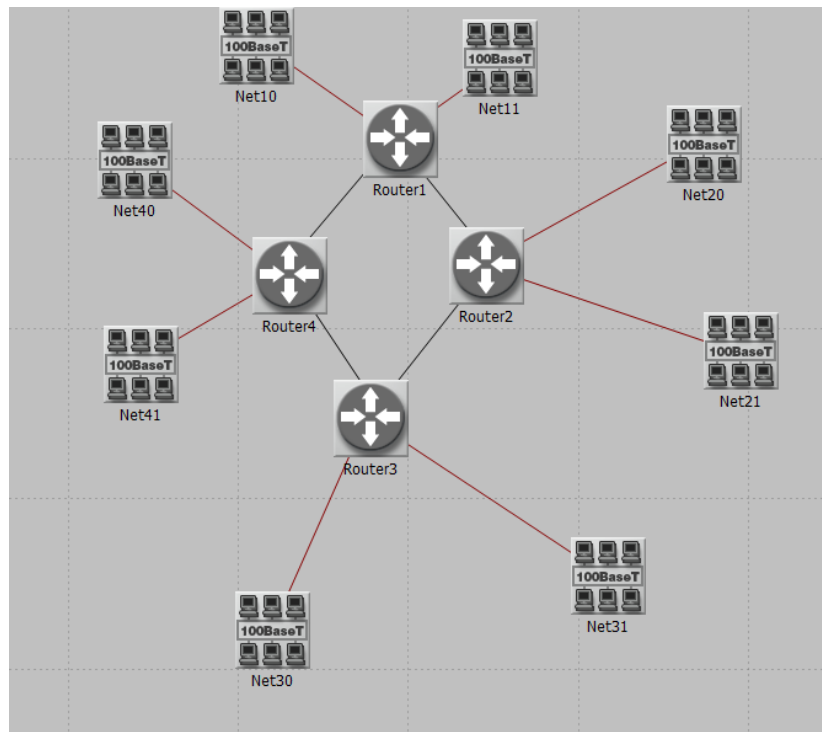 100BaseT
Net10
100BaseT
Net11
Router1
100BaseT
Net20
100BaseT
Net40
Router2
Router4
100BaseT
Net21
100BaseT
Net41
Router3
100BaseT
Net31
100BaseT
Net30